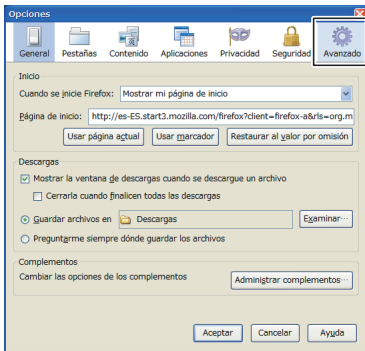 Opciones
General Pestañas Contenido Aplicaciones Privacidad Seguridad Avanzado
Inicio
Cuando se inicie Firefox: Mostrar mi página de inicio
Página de inicio: http://es-ES.start3.mozilla.com/firefox?client=firefox-a&rls=org.m
Usar página actual Usar marcador Restaurar al valor por omisión
Descargas
Mostrar la ventana de descargas cuando se descargue un archivo
Cerrarla cuando finalicen todas las descargas
Guardar archivos en Descargas Examinar...
Preguntarme siempre dónde guardar los archivos
Complementos
Cambiar las opciones de los complementos Administrar complementos...
Aceptar Cancelar Ayuda